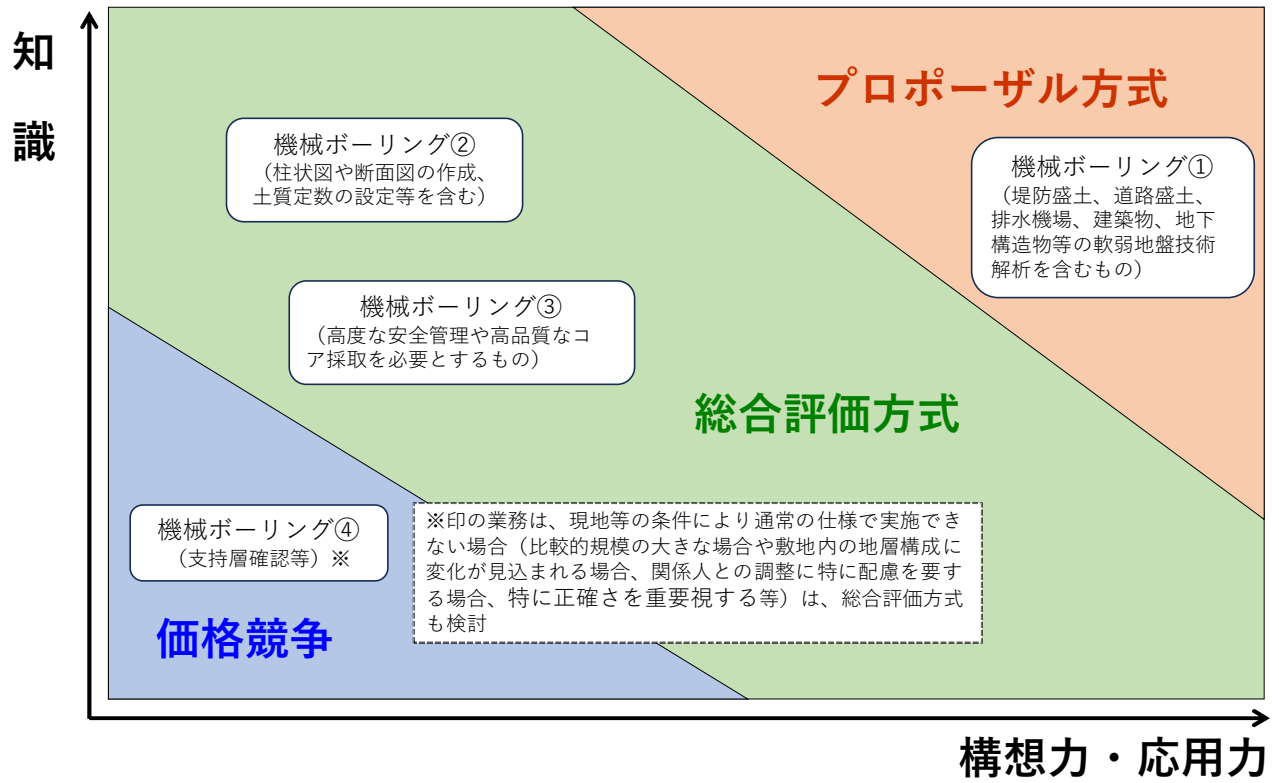 知
識
プロポーザル方式
機械ボーリング①
（堤防盛土、道路盛土、
排水機場、建築物、地下
構造物等の軟弱地盤技術
解析を含むもの）
機械ボーリング②
（柱状図や断面図の作成、
土質定数の設定等を含む）
機械ボーリング③
（高度な安全管理や高品質なコ
ア採取を必要とするもの）
総合評価方式
機械ボーリング④
（支持層確認等）※
※印の業務は、現地等の条件により通常の仕様で実施でき
ない場合（比較的規模の大きな場合や敷地内の地層構成に
変化が見込まれる場合、関係人との調整に特に配慮を要す
る場合、特に正確さを重要視する等）は、総合評価方式
も検討
価格競争
構想力・応用力